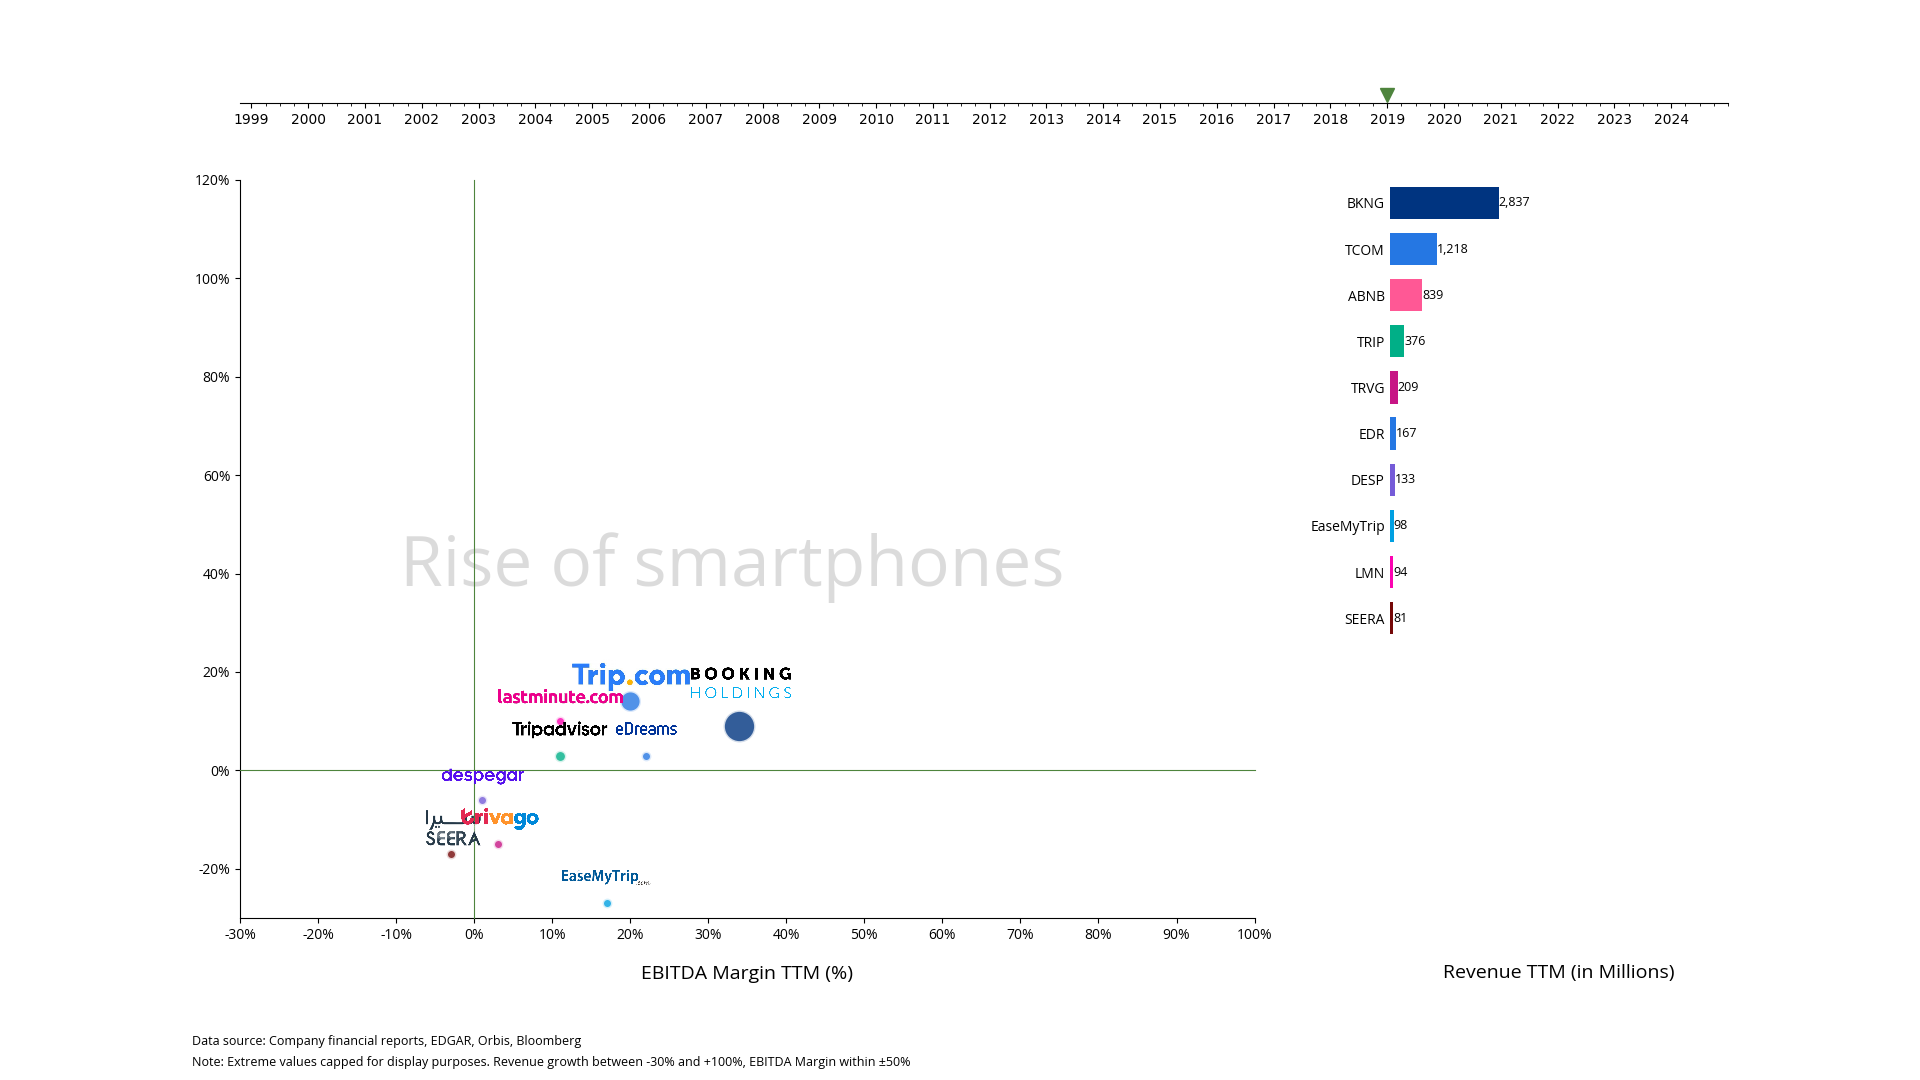 1999 2000 2001 2002 2003 2004 2005 2006 2007 2008 2009 2010 2011 2012 2013 2014 2015 2016 2017 2018 2019 2020 2021 2022 2023 2024
120%
100%
80%
60%
40%
20%
0%
-20%
Rise of smartphones
Trip.com
BOOKING
HOLDINGS
lastminute.com
Tripadvisor
eDreams
despegar
سيرا
trivago
SEERA
EaseMyTrip
-30% -20% -10% 0% 10% 20% 30% 40% 50% 60% 70% 80% 90% 100%
EBITDA Margin TTM (%)
BKNG 2,837
TCOM 1,218
ABNB 839
TRIP 376
TRVG 209
EDR 167
DESP 133
EaseMyTrip 98
LMN 94
SEERA 81
Revenue TTM (in Millions)
Data source: Company financial reports, EDGAR, Orbis, Bloomberg
Note: Extreme values capped for display purposes. Revenue growth between -30% and +100%, EBITDA Margin within ±50%